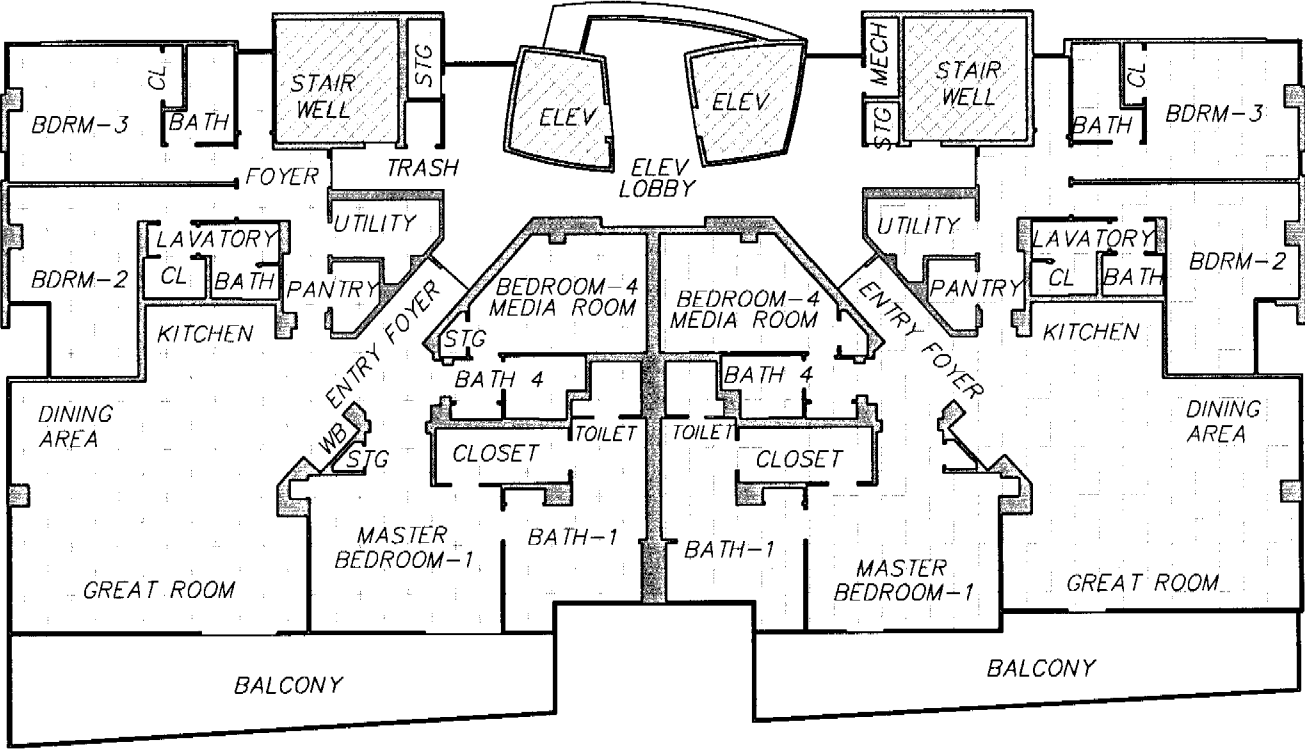 STG
MECH
STAIR
WELL
STAIR
WELL
CL
CL
ELEV
ELEV
BDRM-3
BATH
STG
BATH
BDRM-3
TRASH
FOYER
ELEV
LOBBY
UTILITY
UTILITY
LAVATORY
LAVATORY
BDRM-2
CL
BATH
PANTRY
BEDROOM-4
MEDIA ROOM
BEDROOM-4
MEDIA ROOM
PANTRY
CL
BATH
BDRM-2
KITCHEN
ENTRY FOYER
STG
ENTRY FOYER
KITCHEN
BATH 4
BATH 4
DINING
AREA
DINING
AREA
WB
STG
CLOSET
TOILET
TOILET
CLOSET
MASTER
BEDROOM-1
BATH-1
BATH-1
MASTER
BEDROOM-1
GREAT ROOM
GREAT ROOM
BALCONY
BALCONY